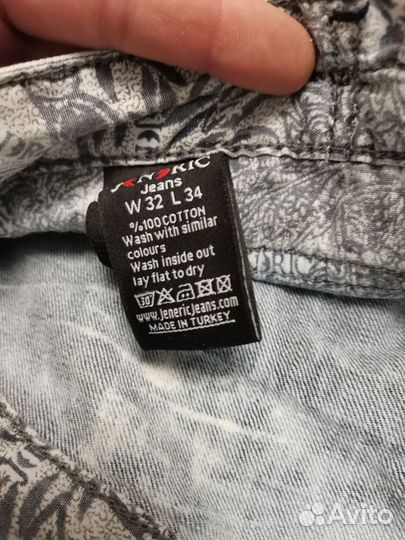 JENERIC
Jeans
W 32 L 34
%100 COTTON
Wash with similar
colours
Wash inside out
lay flat to dry
30
www.jenericjeans.com
MADE IN TURKEY
Avito